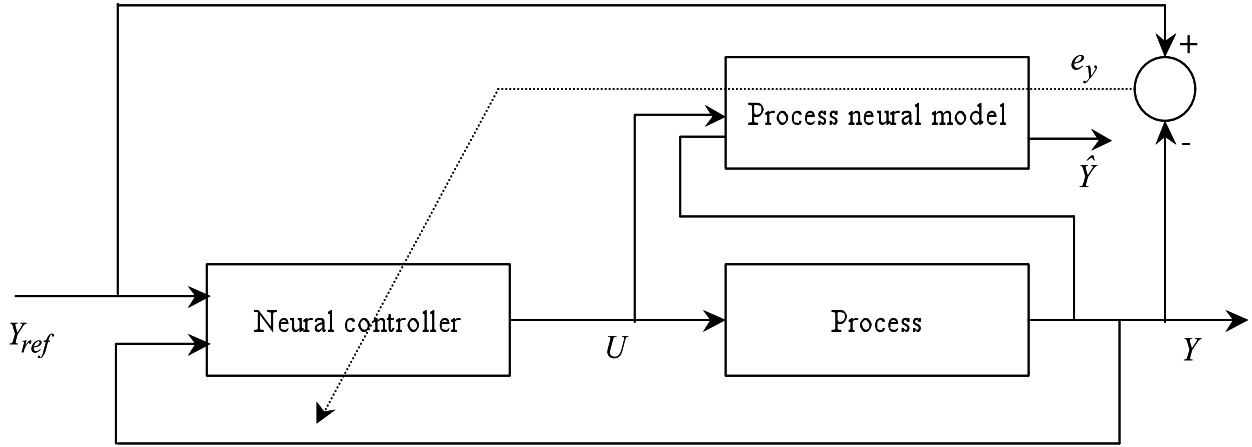 +
e_y
Process neural model
-
Ŷ
Neural controller
Process
Y_ref
U
Y